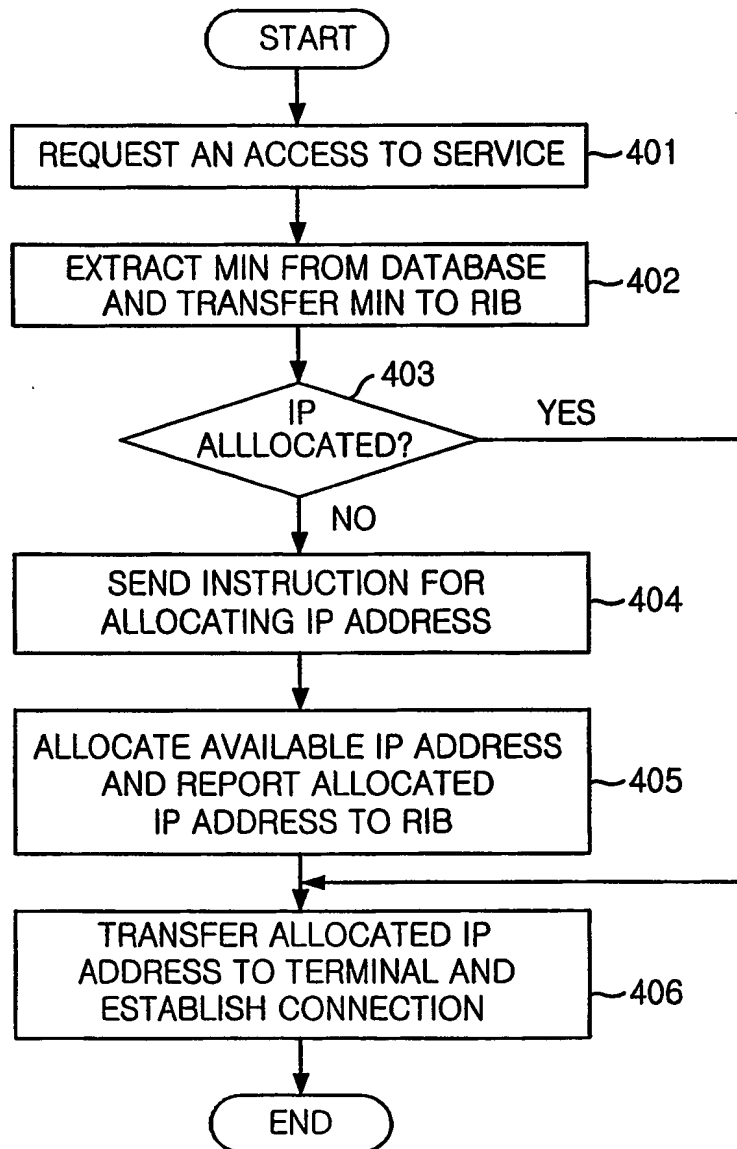 START
REQUEST AN ACCESS TO SERVICE
401
EXTRACT MIN FROM DATABASE
AND TRANSFER MIN TO RIB
402
403
IP
ALLLOCATED?
YES
NO
SEND INSTRUCTION FOR
ALLOCATING IP ADDRESS
404
ALLOCATE AVAILABLE IP ADDRESS
AND REPORT ALLOCATED
IP ADDRESS TO RIB
405
TRANSFER ALLOCATED IP
ADDRESS TO TERMINAL AND
ESTABLISH CONNECTION
406
END